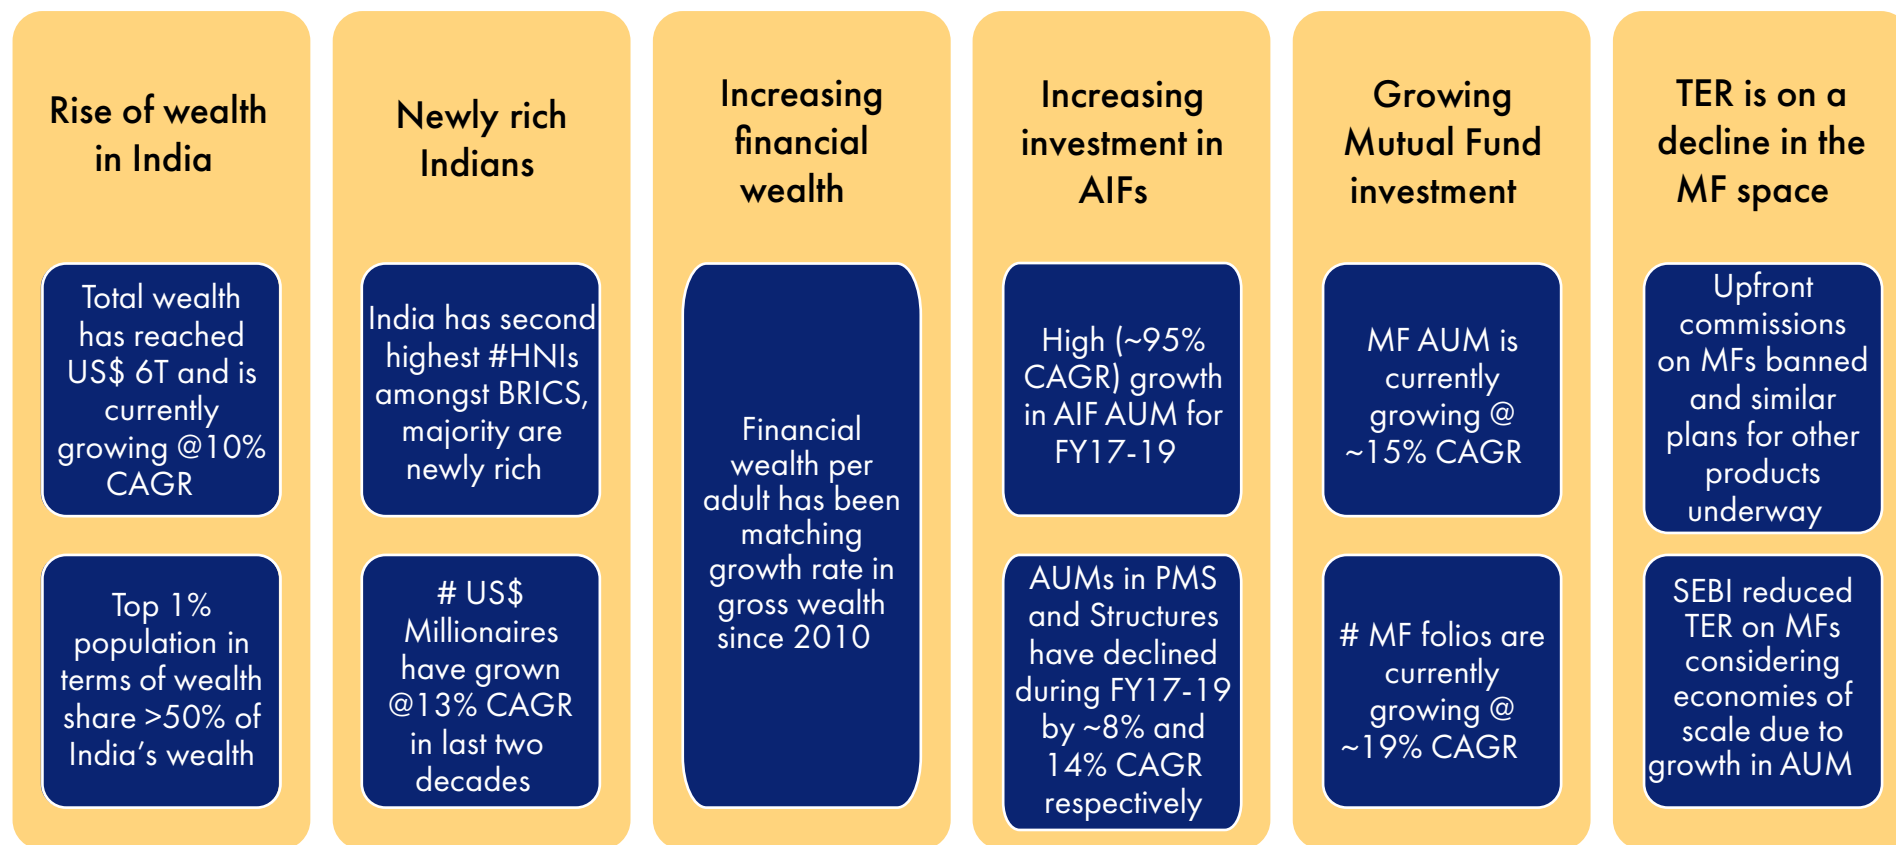 Rise of wealth
in India
Total wealth
has reached
US$ 6T and is
currently
growing @10%
CAGR
Top 1%
population in
terms of wealth
share >50% of
India’s wealth
Newly rich
Indians
India has second
highest #HNIs
amongst BRICS,
majority are
newly rich
# US$
Millionaires
have grown
@13% CAGR
in last two
decades
Increasing
financial
wealth
Financial
wealth per
adult has been
matching
growth rate in
gross wealth
since 2010
Increasing
investment in
AIFs
High (~95%
CAGR) growth
in AIF AUM for
FY17-19
AUMs in PMS
and Structures
have declined
during FY17-19
by ~8% and
14% CAGR
respectively
Growing
Mutual Fund
investment
MF AUM is
currently
growing @
~15% CAGR
# MF folios are
currently
growing @
~19% CAGR
TER is on a
decline in the
MF space
Upfront
commissions
on MFs banned
and similar
plans for other
products
underway
SEBI reduced
TER on MFs
considering
economies of
scale due to
growth in AUM